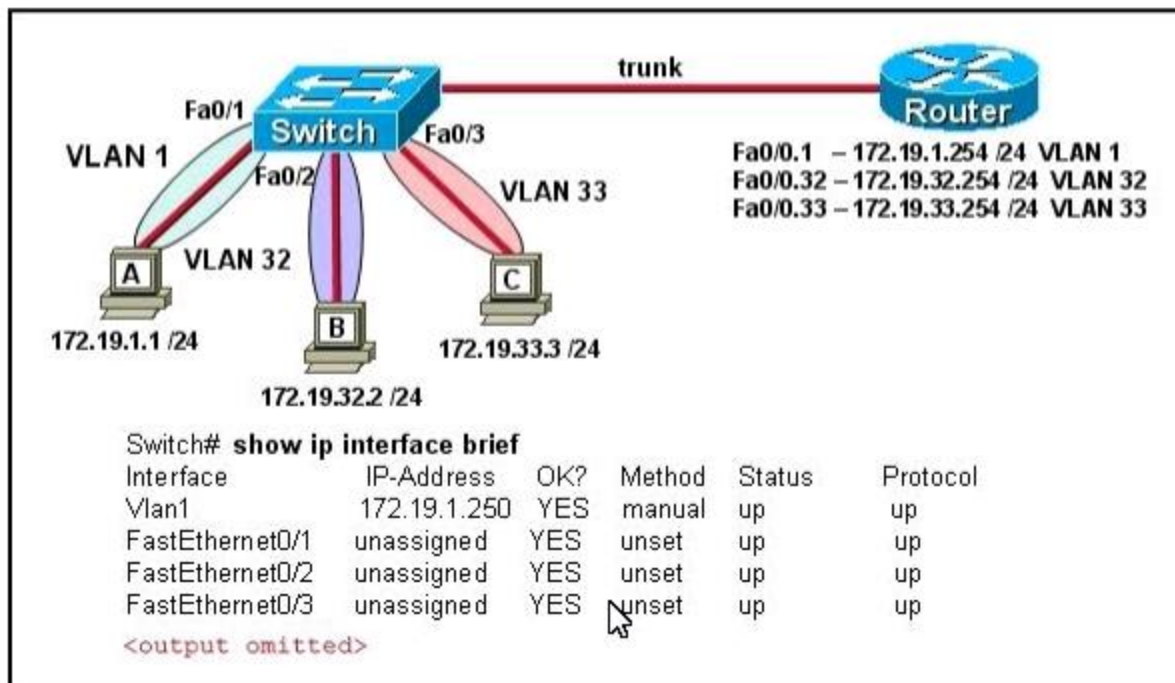 trunk
Fa0/1
Switch
Fa0/3
Router
VLAN 1
Fa0/2
VLAN 33
Fa0/0.1 – 172.19.1.254 /24 VLAN 1
Fa0/0.32 – 172.19.32.254 /24 VLAN 32
Fa0/0.33 – 172.19.33.254 /24 VLAN 33
A
VLAN 32
C
172.19.1.1 /24
B
172.19.33.3 /24
172.19.32.2 /24
Switch# show ip interface brief
Interface IP-Address OK? Method Status Protocol
Vlan1 172.19.1.250 YES manual up up
FastEthernet0/1 unassigned YES unset up up
FastEthernet0/2 unassigned YES unset up up
FastEthernet0/3 unassigned YES unset up up
<output omitted>